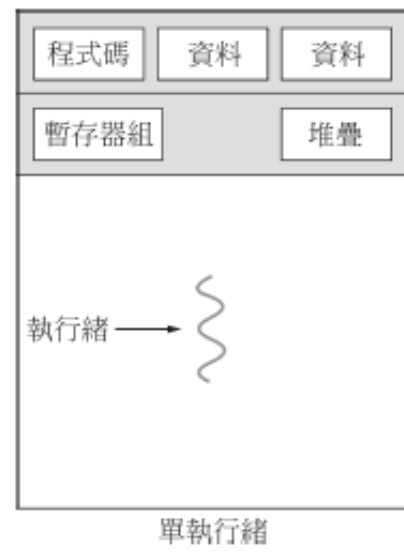 程式碼 資料 資料
暫存器組 堆疊
執行緒
單執行緒